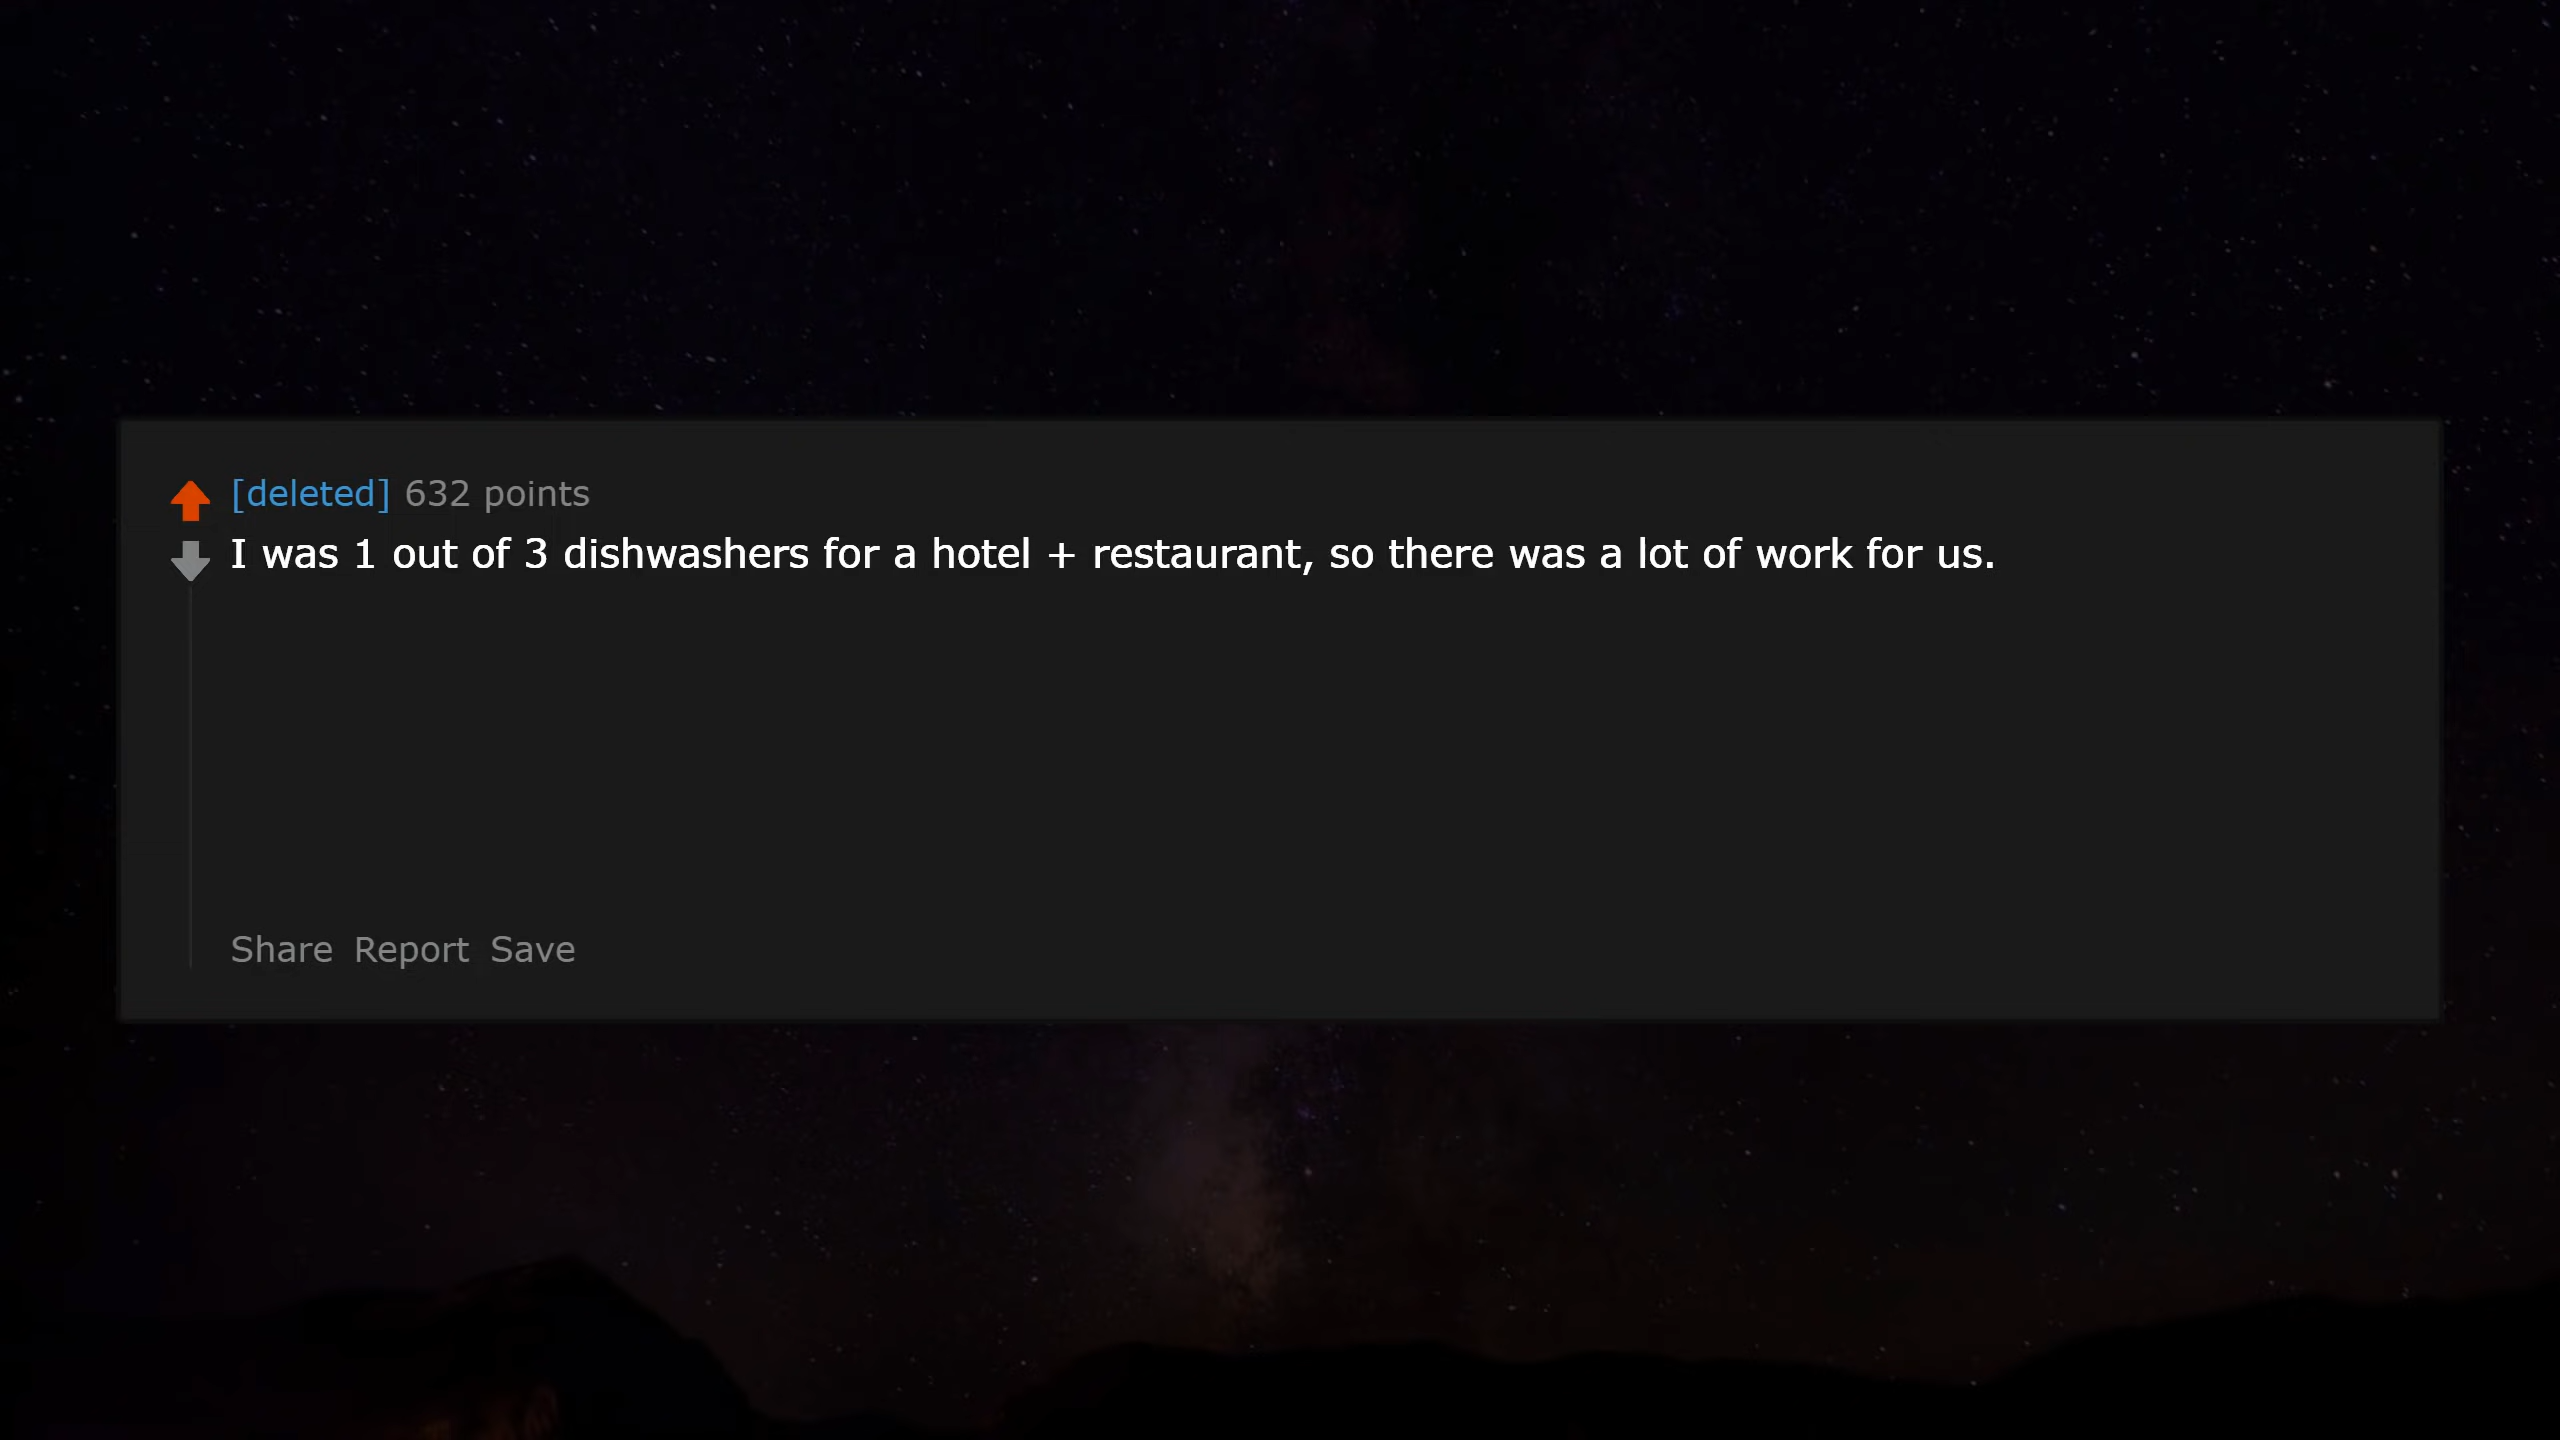 [deleted] 632 points
I was 1 out of 3 dishwashers for a hotel + restaurant, so there was a lot of work for us.
Share Report Save